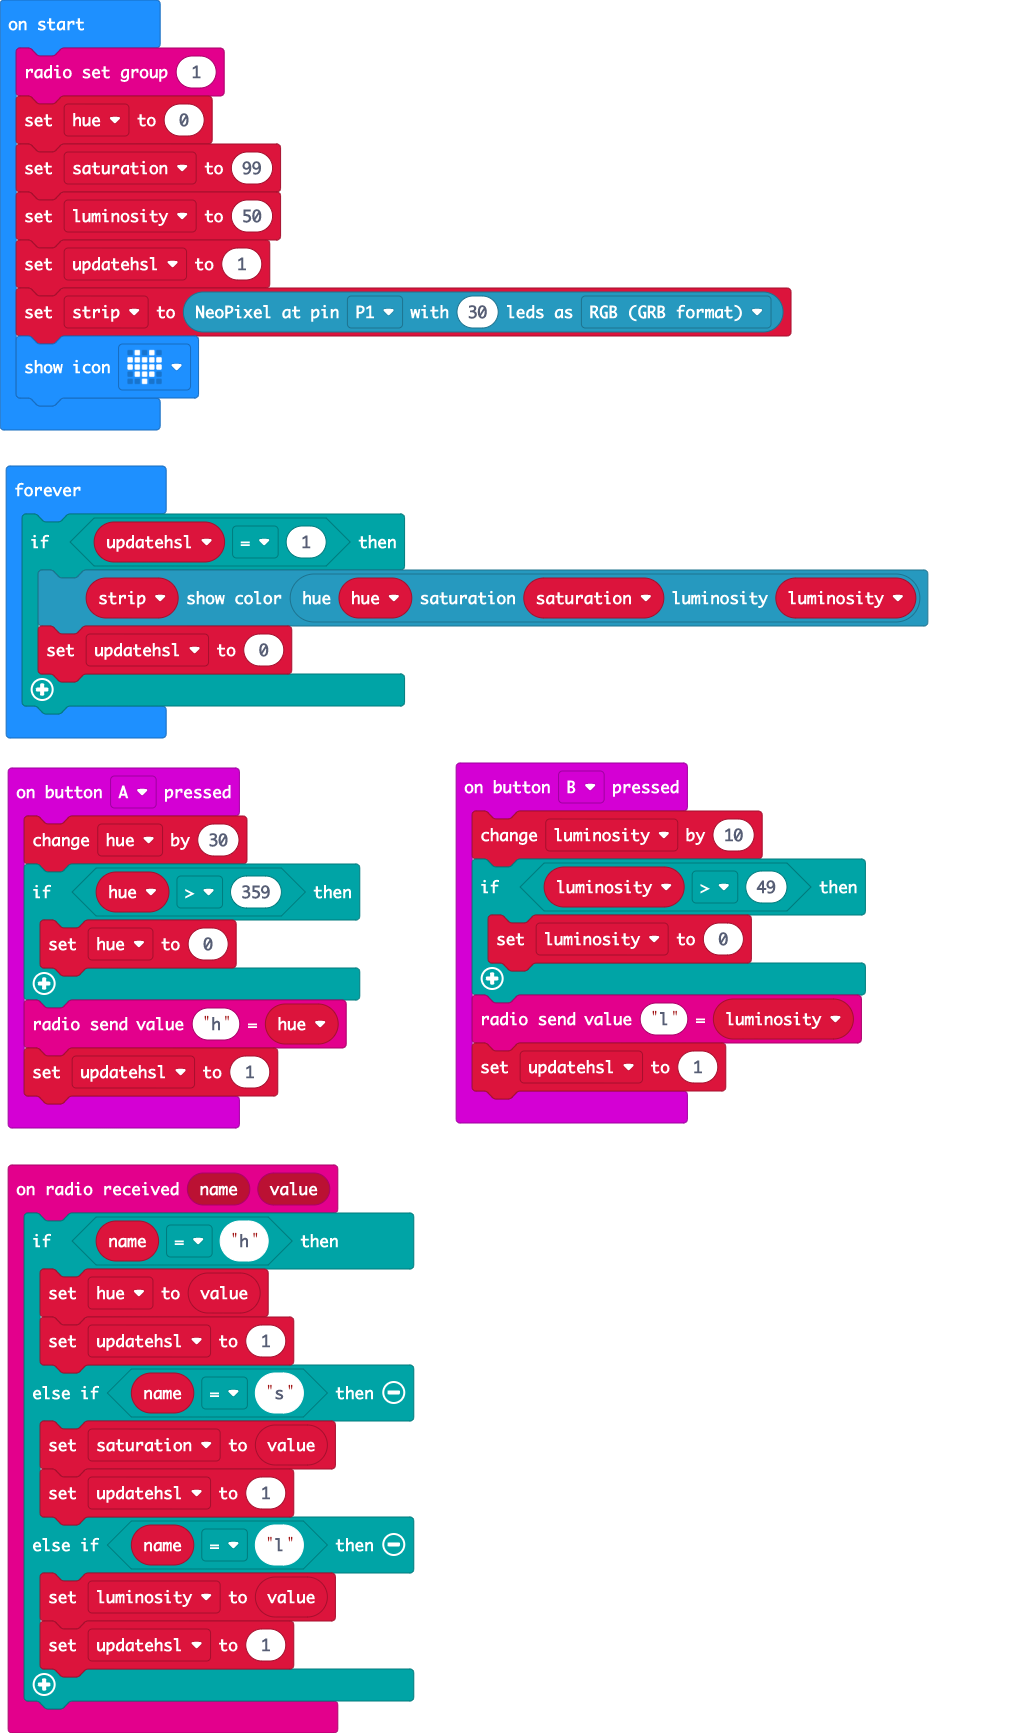 on start
radio set group 1
set hue to 0
set saturation to 99
set luminosity to 50
set updatehsl to 1
set strip to NeoPixel at pin P1 with 30 leds as RGB (GRB format)
show icon
forever
if updatehsl = 1 then
strip show color hue hue saturation saturation luminosity luminosity
set updatehsl to 0
on button A pressed
change hue by 30
if hue > 359 then
set hue to 0
radio send value "h" = hue
set updatehsl to 1
on button B pressed
change luminosity by 10
if luminosity > 49 then
set luminosity to 0
radio send value "l" = luminosity
set updatehsl to 1
on radio received name value
if name = "h" then
set hue to value
set updatehsl to 1
else if name = "s" then
set saturation to value
set updatehsl to 1
else if name = "l" then
set luminosity to value
set updatehsl to 1